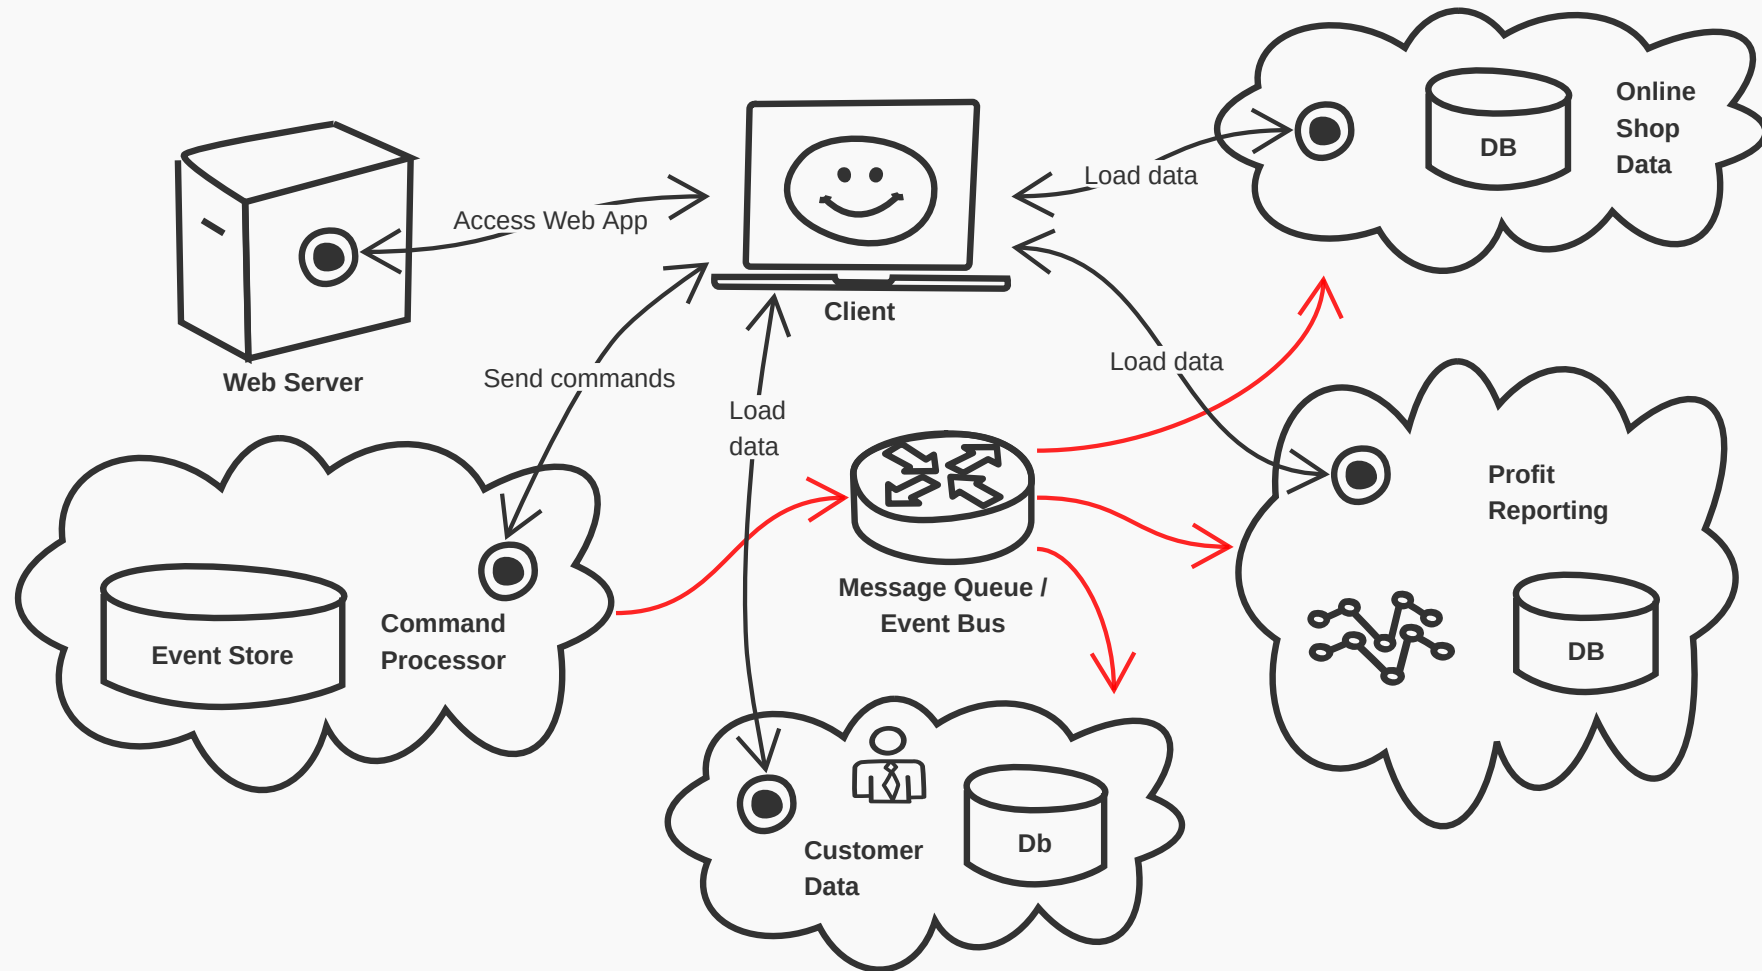 Online
Shop
Data
DB
Load data
Access Web App
Client
Web Server
Send commands
Load data
Load
data
Profit
Reporting
DB
Message Queue /
Event Bus
Command
Processor
Event Store
Customer
Data
Db